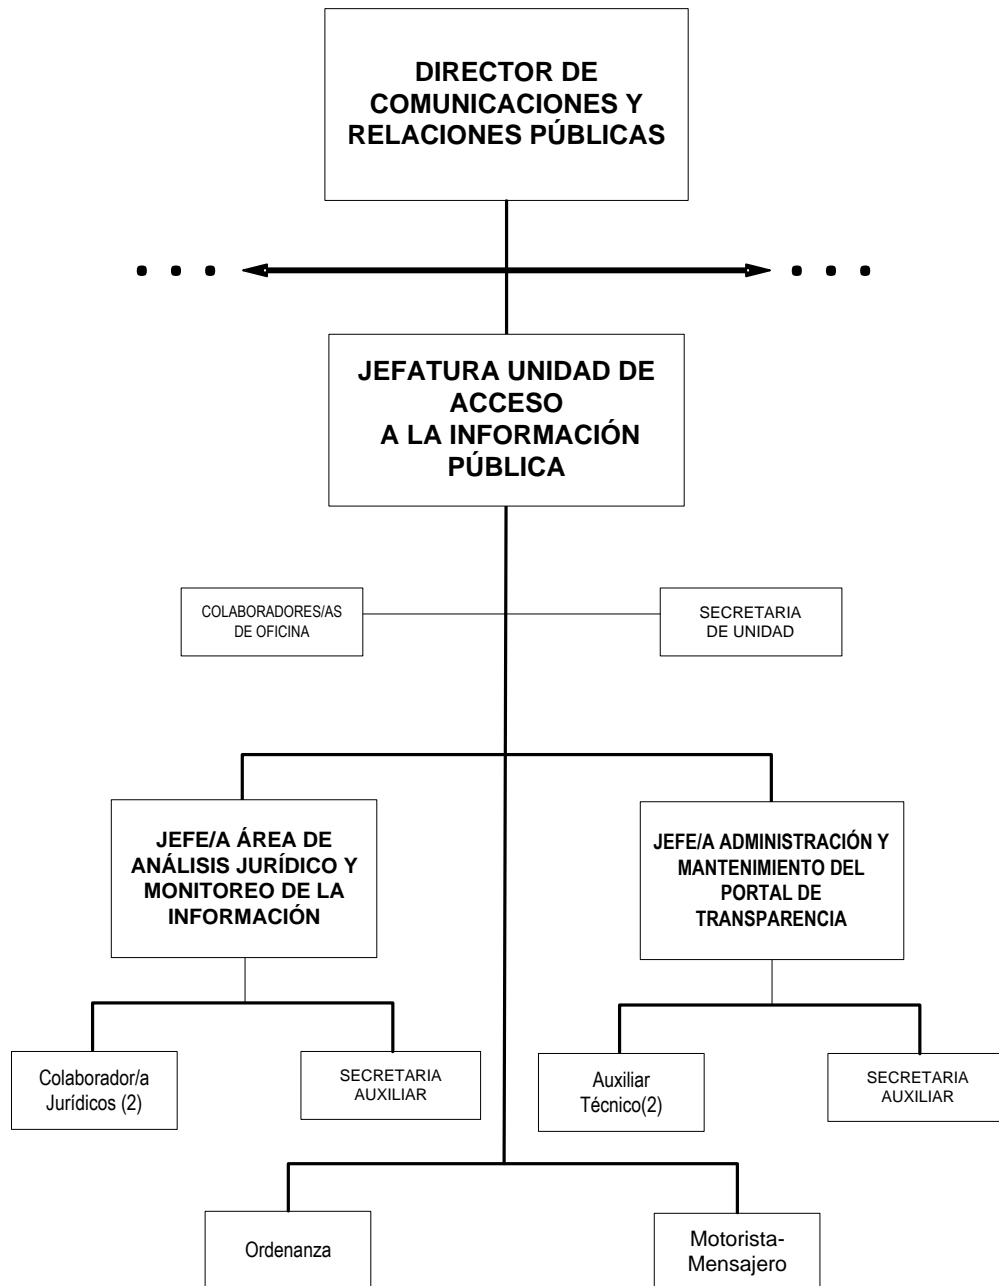 DIRECTOR DE
COMUNICACIONES Y
RELACIONES PÚBLICAS
JEFATURA UNIDAD DE
ACCESO
A LA INFORMACIÓN
PÚBLICA
COLABORADORES/AS
DE OFICINA
SECRETARIA
DE UNIDAD
JEFE/A ÁREA DE
ANÁLISIS JURÍDICO Y
MONITOREO DE LA
INFORMACIÓN
JEFE/A ADMINISTRACIÓN Y
MANTENIMIENTO DEL
PORTAL DE
TRANSPARENCIA
Colaborador/a
Jurídicos (2)
SECRETARIA
AUXILIAR
Auxiliar
Técnico(2)
SECRETARIA
AUXILIAR
Ordenanza
Motorista-
Mensajero